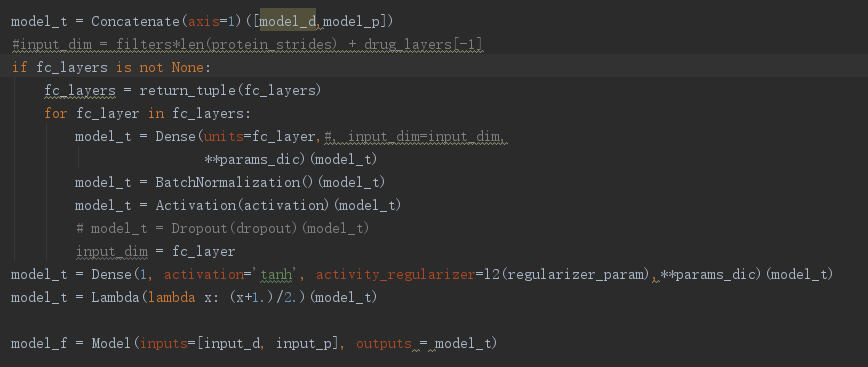 model_t = Concatenate(axis=1)([model_d,model_p])
#input_dim = filters*len(protein_strides) + drug_layers[-1]
if fc_layers is not None:
    fc_layers = return_tuple(fc_layers)
    for fc_layer in fc_layers:
        model_t = Dense(units=fc_layer,#, input_dim=input_dim,
                        **params_dic)(model_t)
        model_t = BatchNormalization()(model_t)
        model_t = Activation(activation)(model_t)
        # model_t = Dropout(dropout)(model_t)
        input_dim = fc_layer
model_t = Dense(1, activation='tanh', activity_regularizer=l2(regularizer_param),**params_dic)(model_t)
model_t = Lambda(lambda x: (x+1.)/2.)(model_t)

model_f = Model(inputs=[input_d, input_p], outputs = model_t)